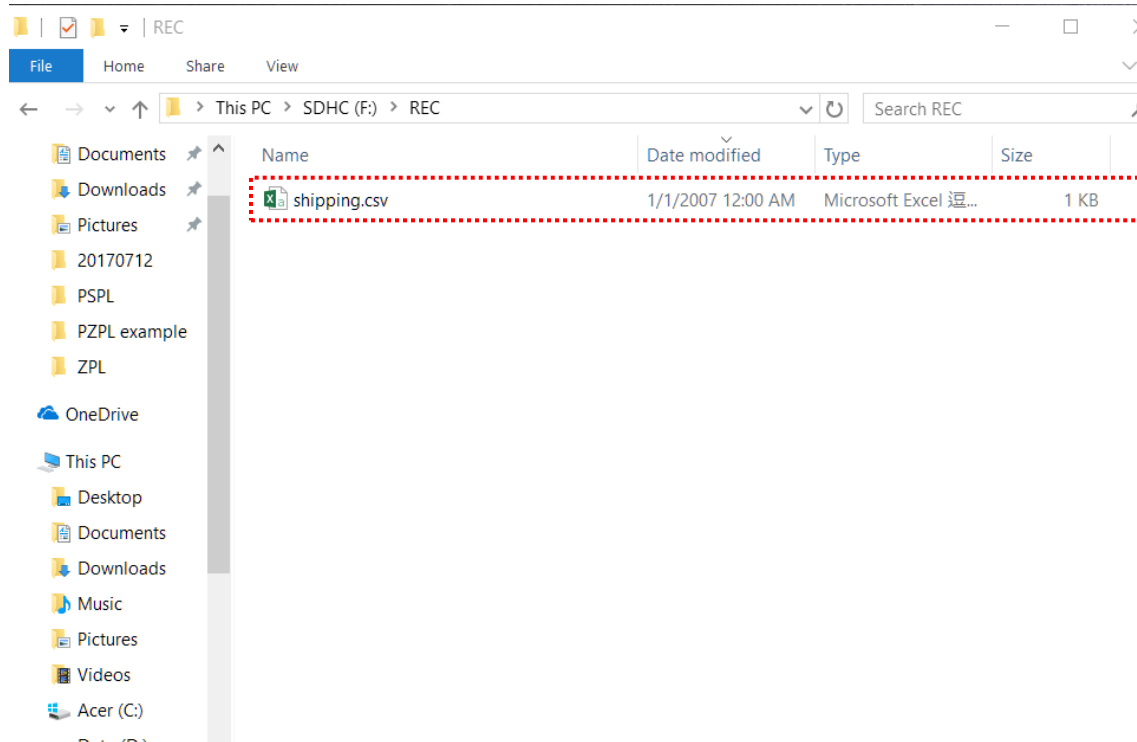 REC
File Home Share View
This PC > SDHC (F:) > REC
Search REC
Name Date modified Type Size
shipping.csv 1/1/2007 12:00 AM Microsoft Excel 逗... 1 KB
Documents
Downloads
Pictures
20170712
PSPL
PZPL example
ZPL
OneDrive
This PC
Desktop
Documents
Downloads
Music
Pictures
Videos
Acer (C:)